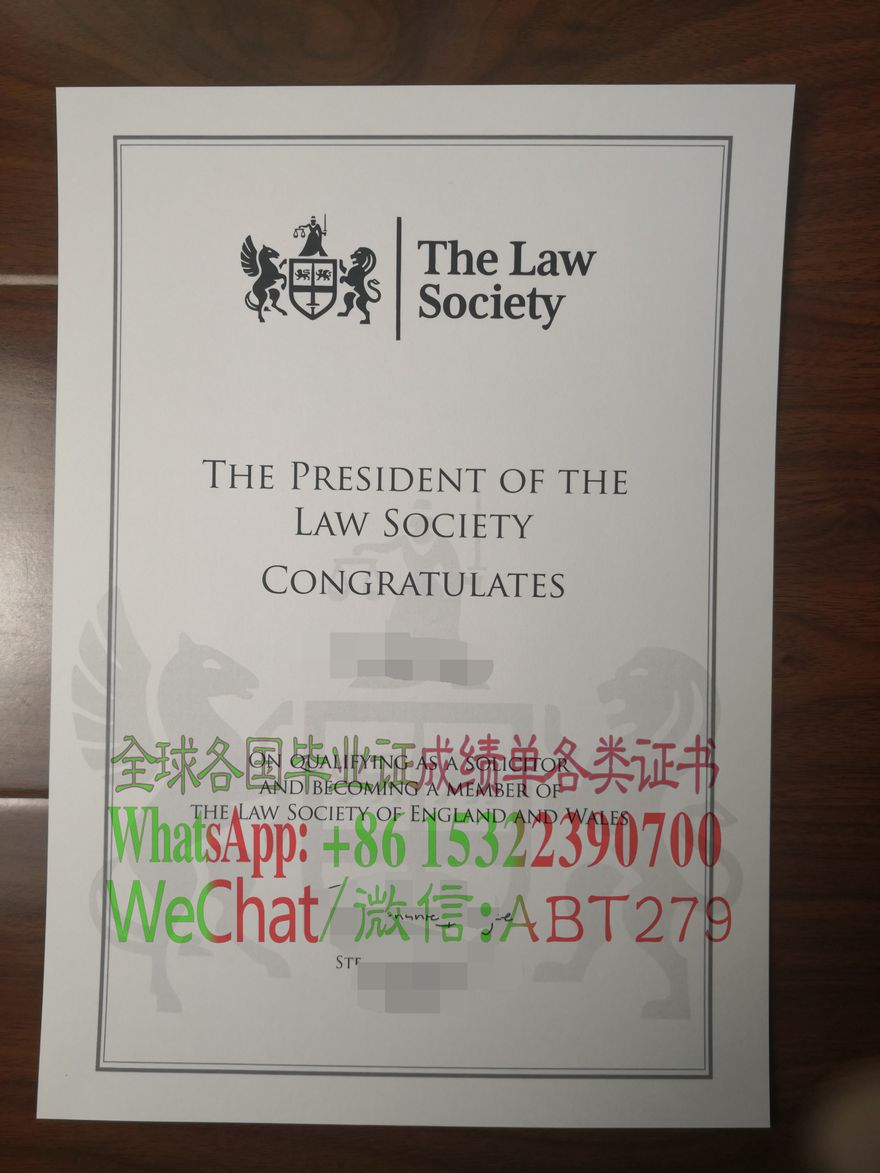 The Law
Society
THE PRESIDENT OF THE
LAW SOCIETY
CONGRATULATES
全球各国毕业证成绩单各类证书
ON QUALIFYING AS A SOLICITOR
AND BECOMING A MEMBER OF
THE LAW SOCIETY OF ENGLAND AND WALES
WhatsApp: +86 15322390700
WeChat/微信:ABT279